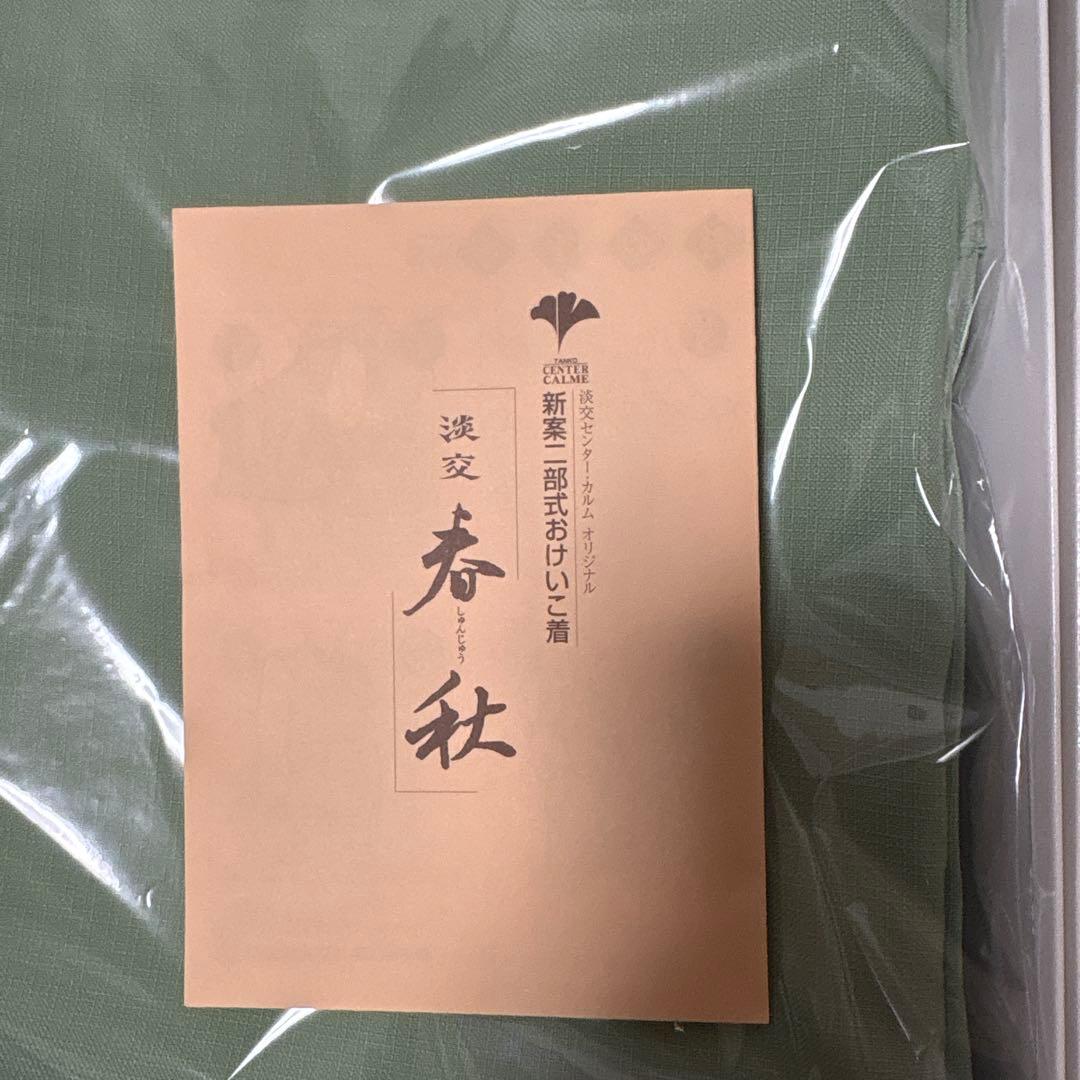 TANKO
CENTER
CALME
淡交センター・カルム オリジナル
新案二部式おけいこ着
淡交
春秋
しゅんじゅう